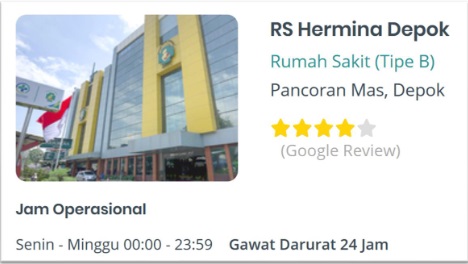 RS Hermina Depok
Rumah Sakit (Tipe B)
Pancoran Mas, Depok
(Google Review)
Jam Operasional
Senin - Minggu 00:00 - 23:59 Gawat Darurat 24 Jam